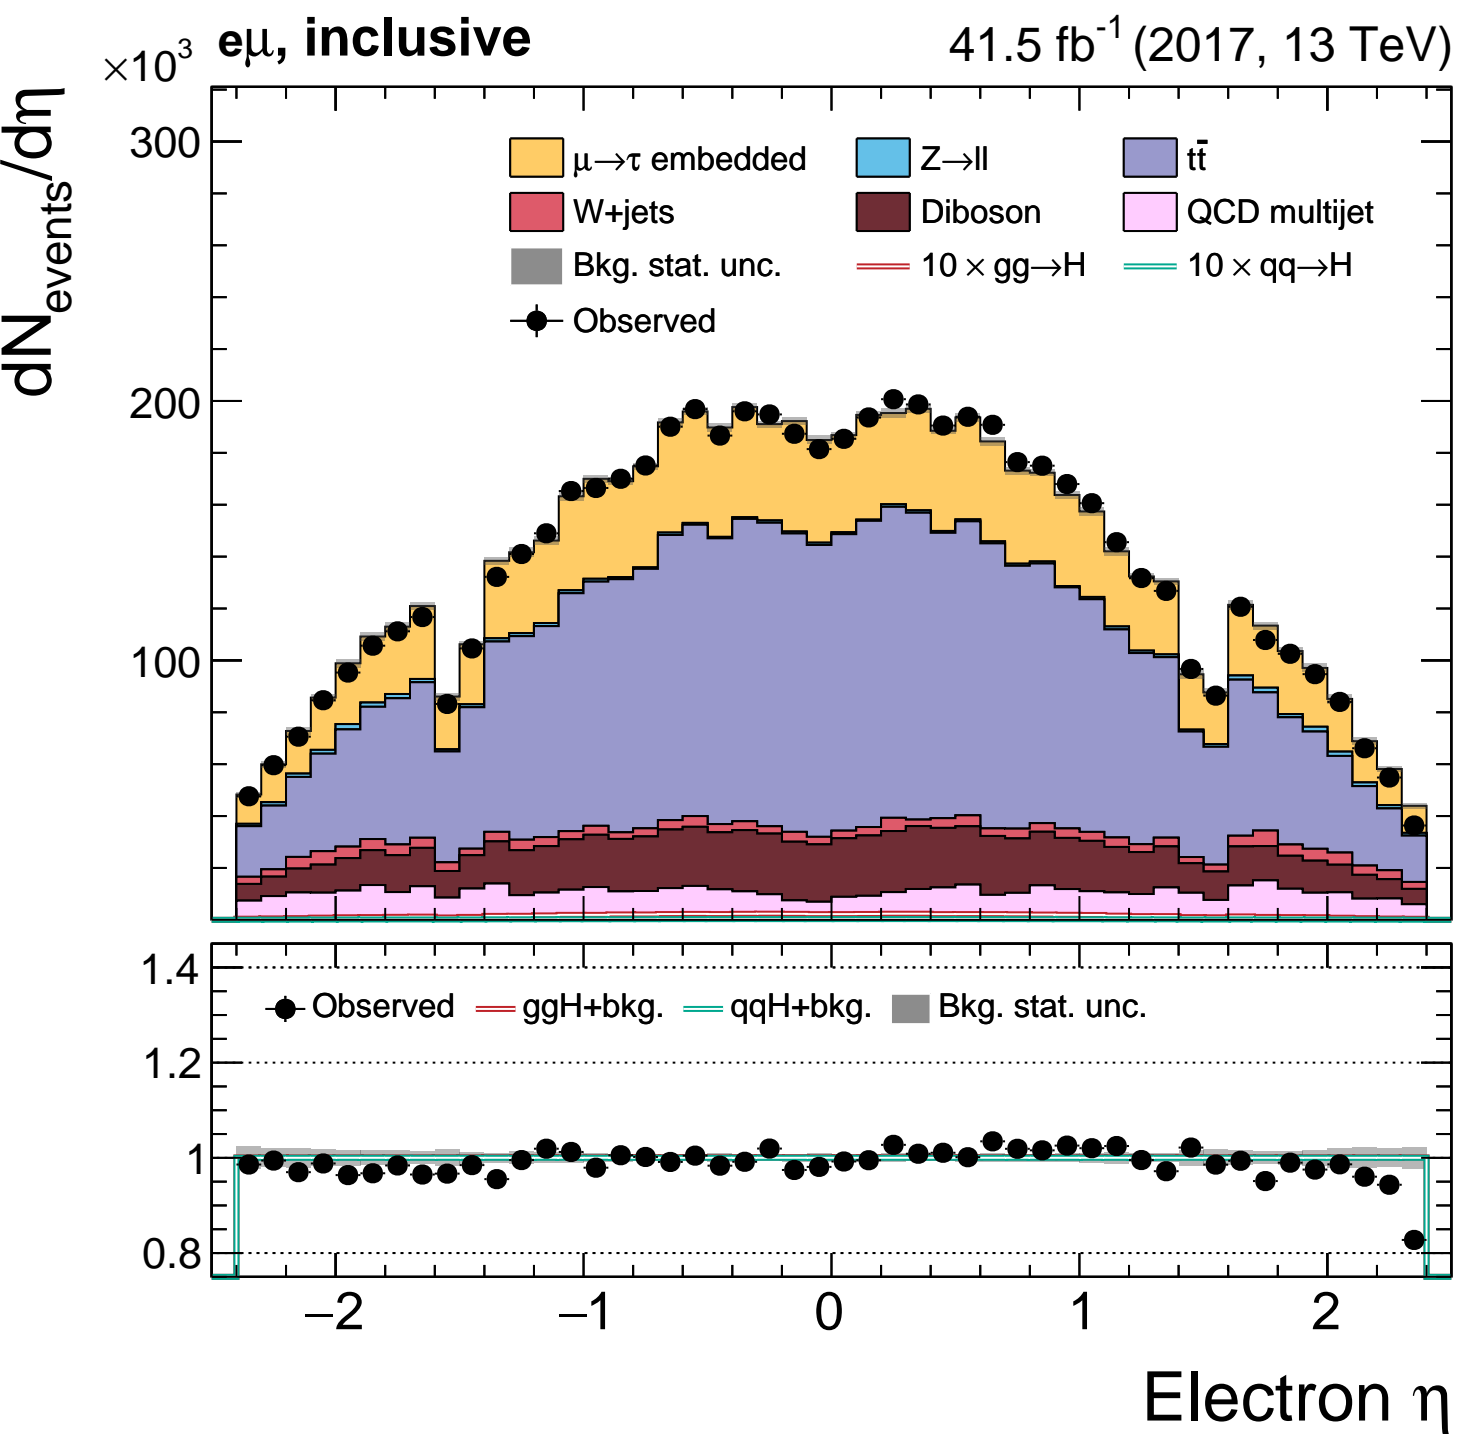 ×10³ eμ, inclusive 41.5 fb⁻¹ (2017, 13 TeV)
dN_events/dη
300
200
100
μ→τ embedded Z→ll tt̄
W+jets Diboson QCD multijet
Bkg. stat. unc. 10 × gg→H 10 × qq→H
Observed
1.4
1.2
1
0.8
Observed ggH+bkg. qqH+bkg. Bkg. stat. unc.
−2 −1 0 1 2
Electron η